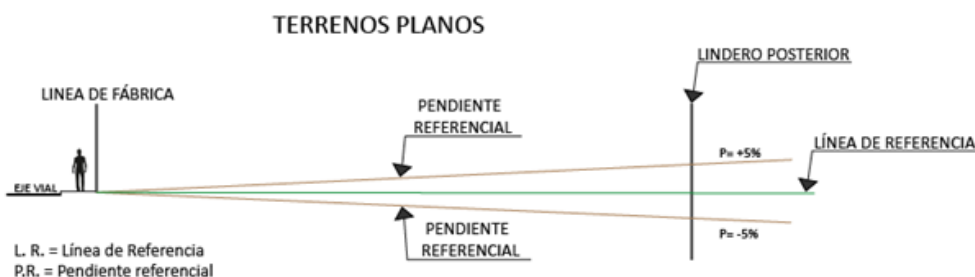 TERRENOS PLANOS
LINDERO POSTERIOR
LINEA DE FÁBRICA
PENDIENTE
REFERENCIAL
P= +5%
LÍNEA DE REFERENCIA
EJE VIAL
PENDIENTE
REFERENCIAL
P= -5%
L. R. = Línea de Referencia
P.R. = Pendiente referencial